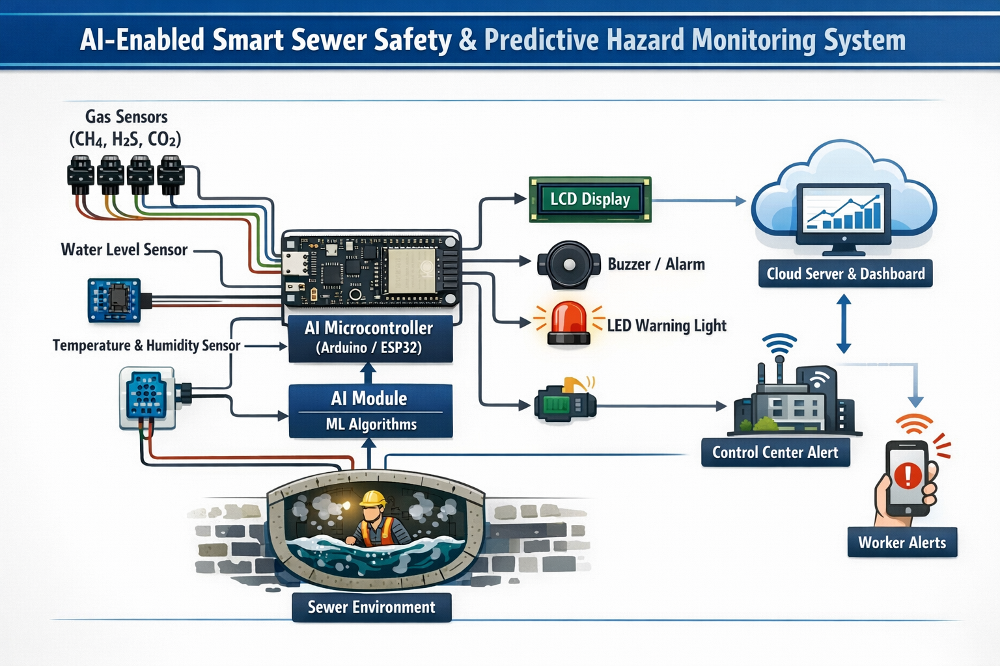 AI-Enabled Smart Sewer Safety & Predictive Hazard Monitoring System
Gas Sensors
(CH₄, H₂S, CO₂)
Water Level Sensor
Temperature & Humidity Sensor
AI Microcontroller
(Arduino / ESP32)
AI Module
ML Algorithms
Sewer Environment
LCD Display
Buzzer / Alarm
LED Warning Light
Cloud Server & Dashboard
Control Center Alert
Worker Alerts